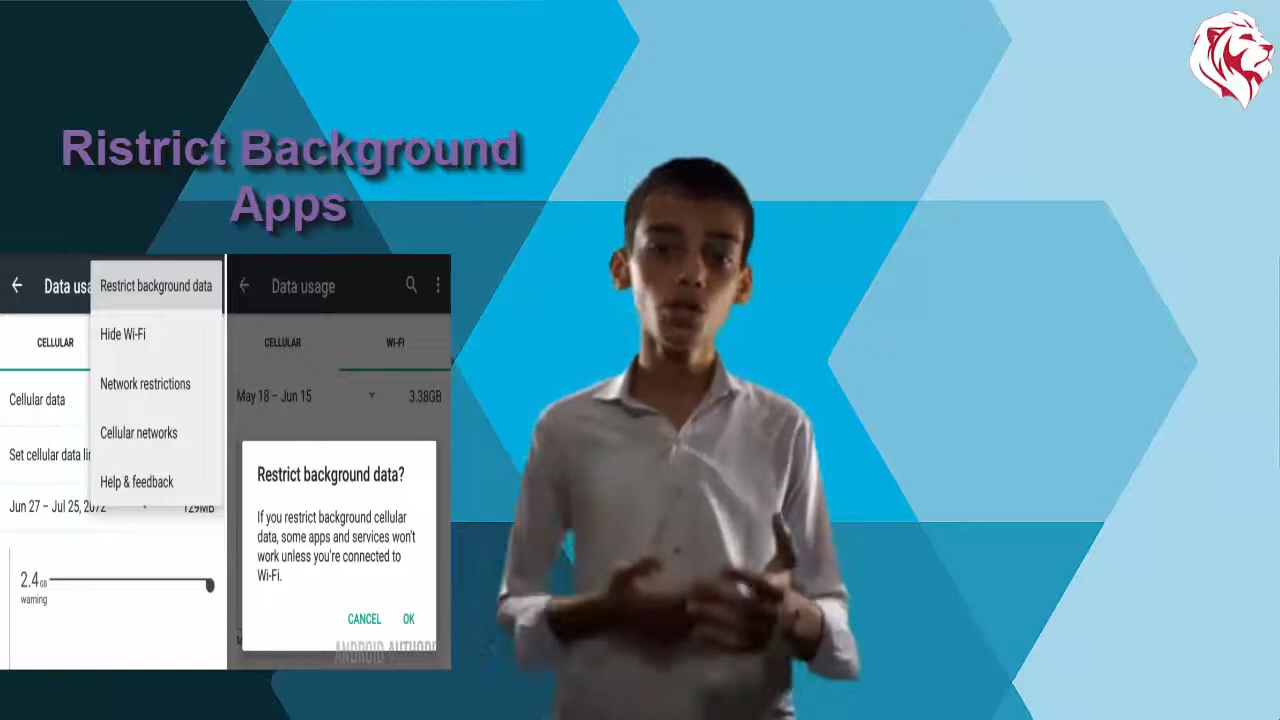 Ristrict Background
Apps
Data usa
Restrict background data
Hide Wi-Fi
CELLULAR
Network restrictions
Cellular data
Cellular networks
Set cellular data li
Help & feedback
Jun 27 – Jul 25, 2072
129MB
2.4GB
warning
Data usage
CELLULAR
WI-FI
May 18 – Jun 15
3.38GB
Restrict background data?
If you restrict background cellular
data, some apps and services won't
work unless you're connected to
Wi-Fi.
CANCEL
OK
ANDROID AUTHORI